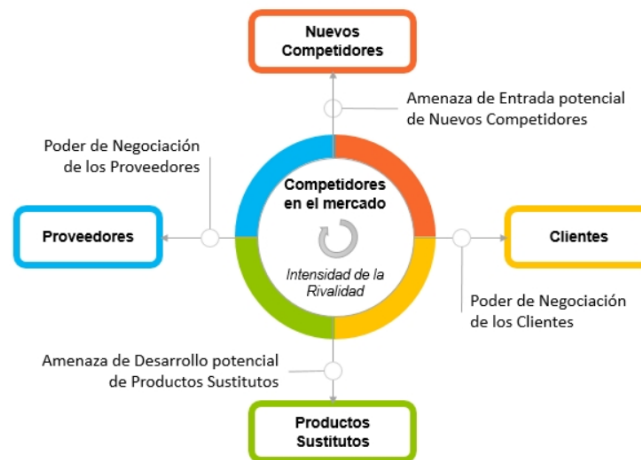 Nuevos
Competidores
Amenaza de Entrada potencial
de Nuevos Competidores
Poder de Negociación
de los Proveedores
Competidores
en el mercado
Proveedores
Clientes
Intensidad de la
Rivalidad
Poder de Negociación
de los Clientes
Amenaza de Desarrollo potencial
de Productos Sustitutos
Productos
Sustitutos